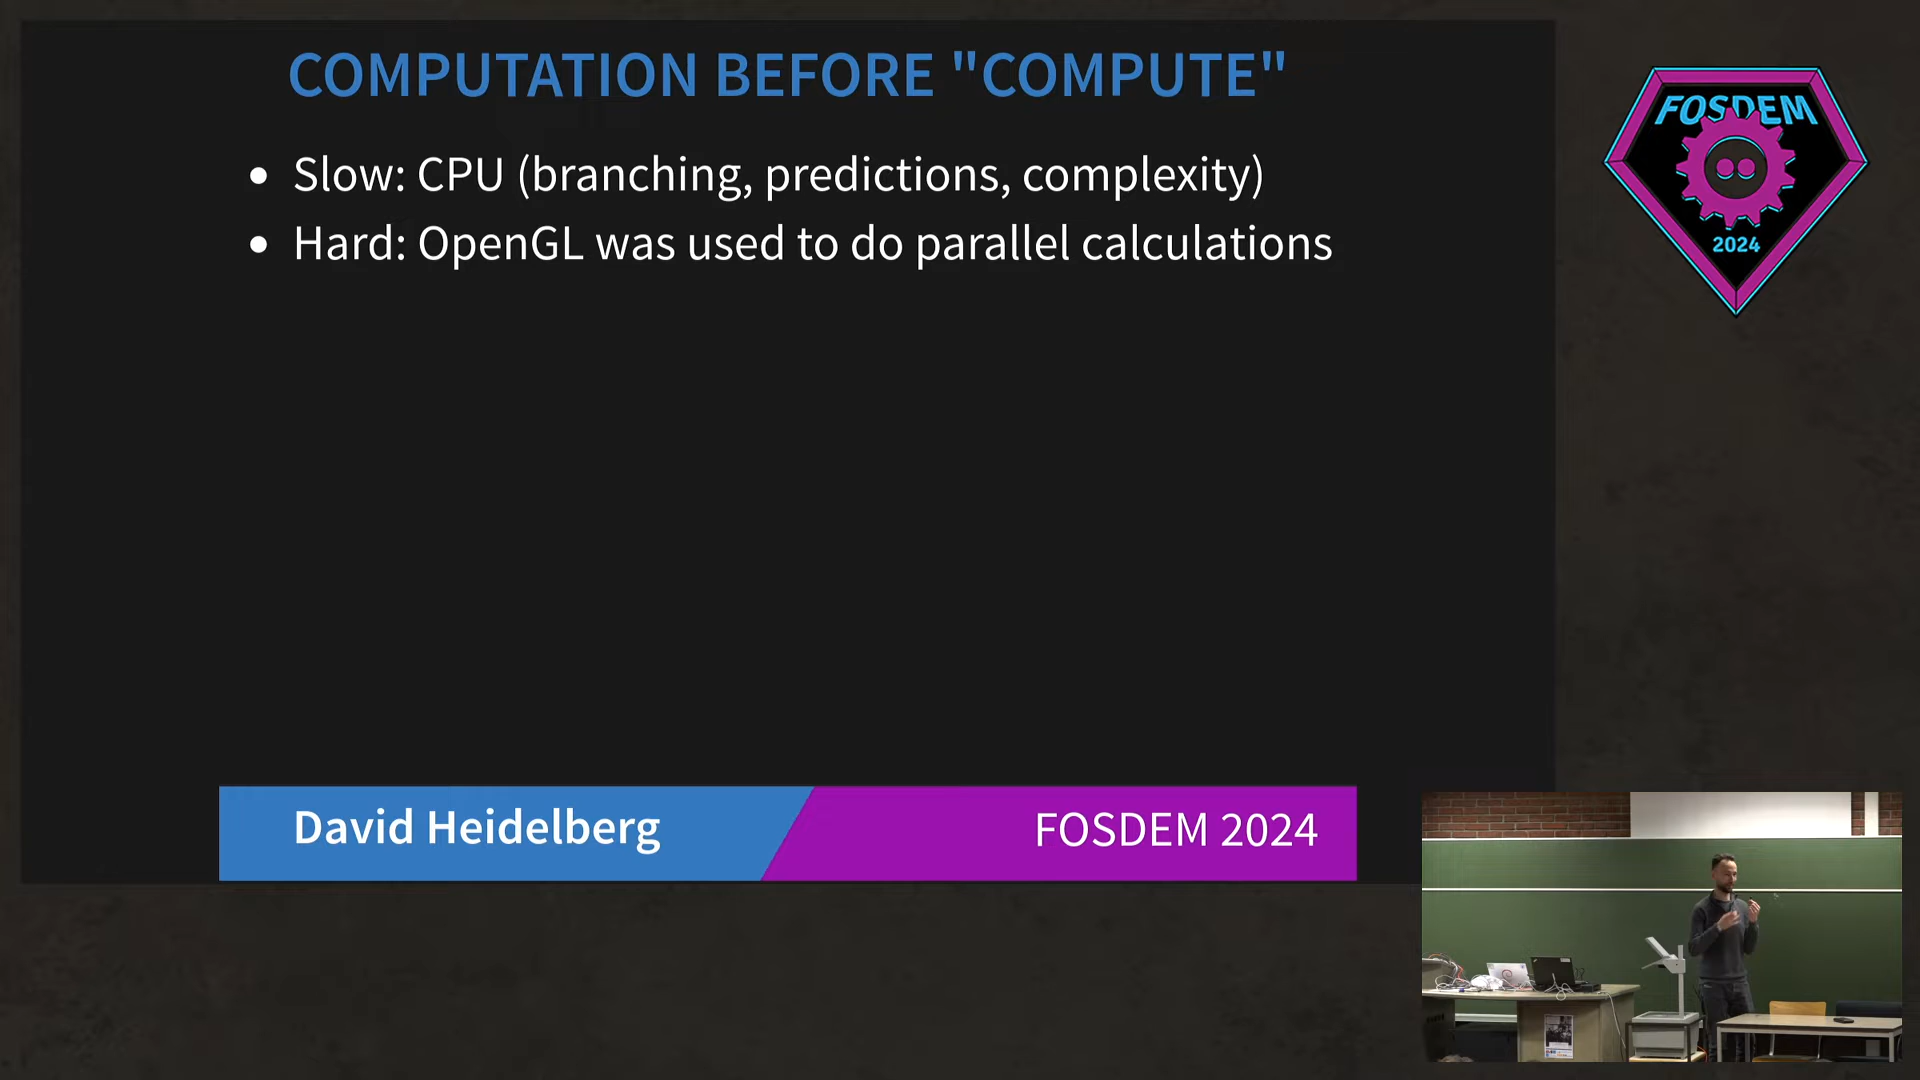 COMPUTATION BEFORE "COMPUTE"
Slow: CPU (branching, predictions, complexity)
Hard: OpenGL was used to do parallel calculations
David Heidelberg
FOSDEM 2024
FOSDEM
2024